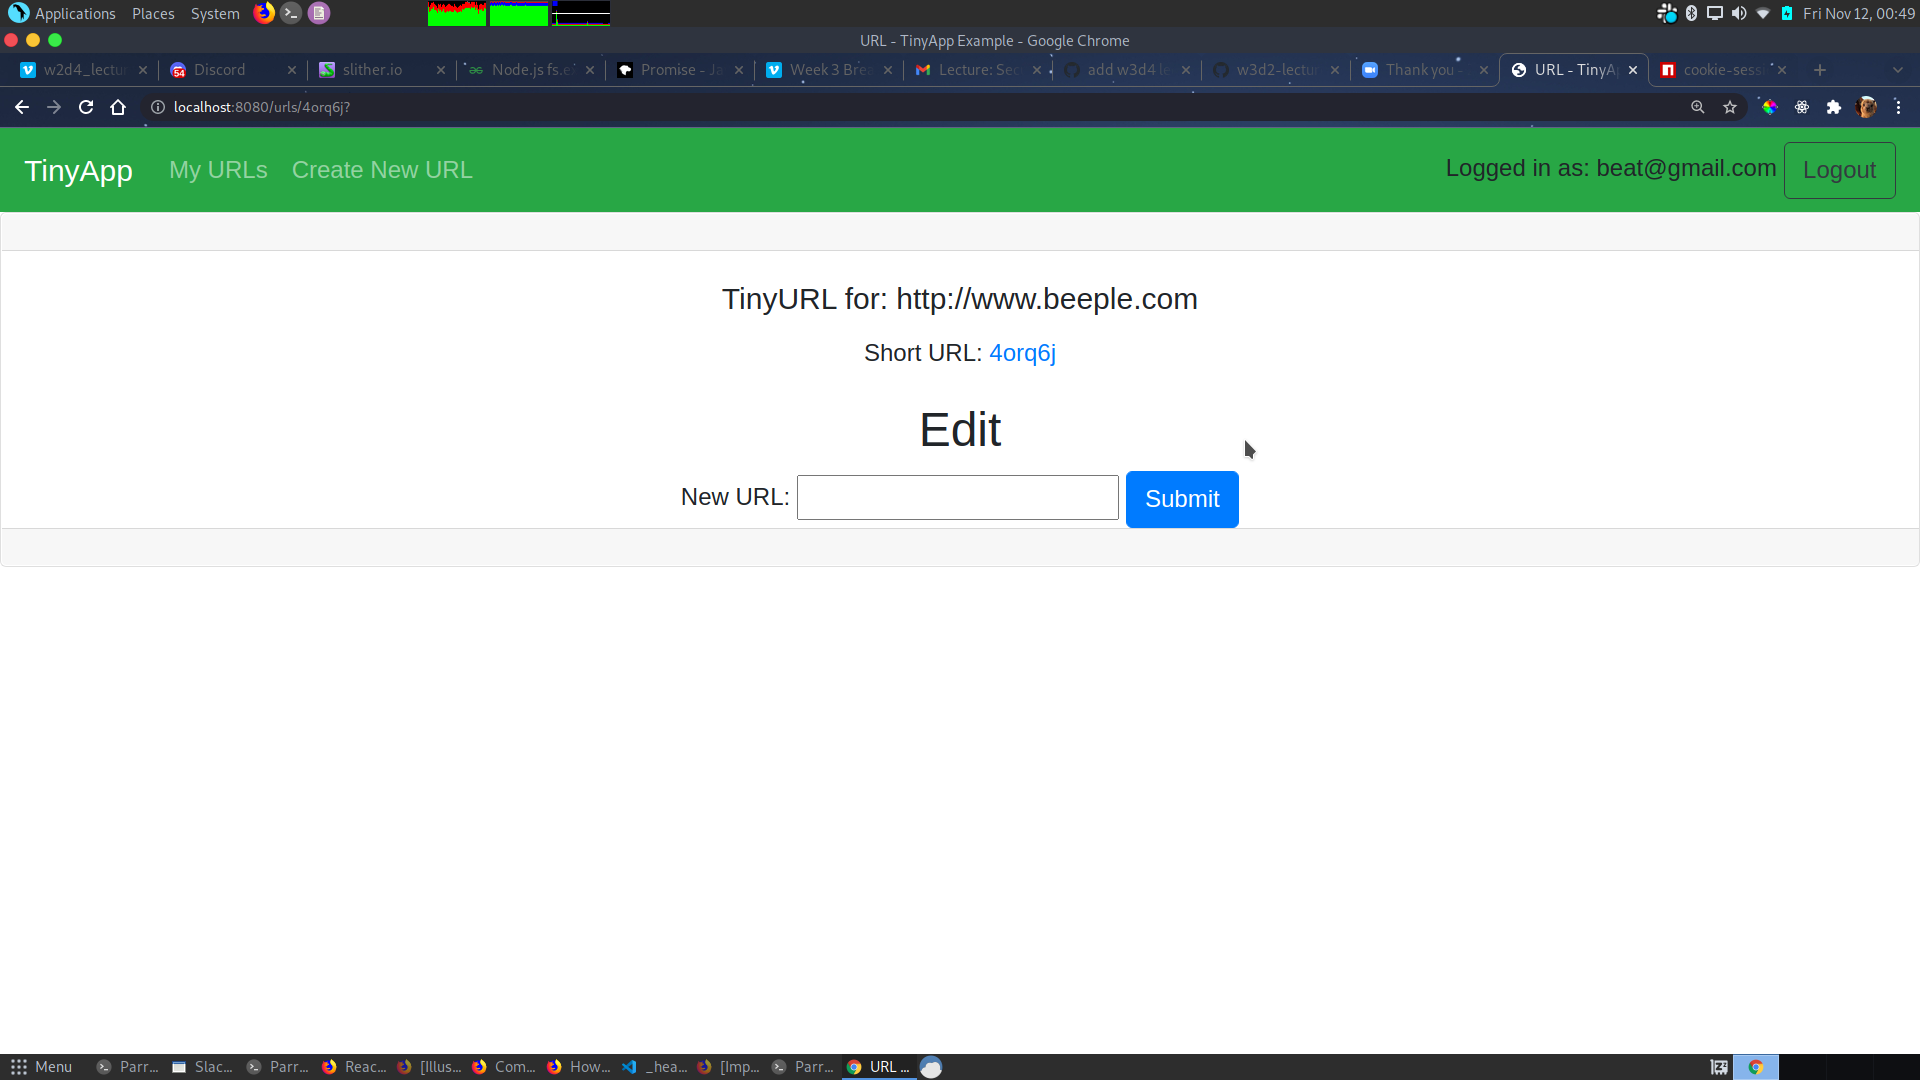 Applications Places System Fri Nov 12, 00:49
URL - TinyApp Example - Google Chrome
w2d4_lectu Discord 54 slither.io Node.js fs.e Promise - Ja Week 3 Brea Lecture: Sec add w3d4 le w3d2-lectur Thank you - URL - TinyAp cookie-sess
localhost:8080/urls/4orq6j?
TinyApp My URLs Create New URL Logged in as: beat@gmail.com Logout
TinyURL for: http://www.beeple.com
Short URL: 4orq6j
Edit
New URL: Submit
Menu Parr... Slac... Parr... Reac... [Illus... Com... How... _hea... [Imp... Parr... URL ...